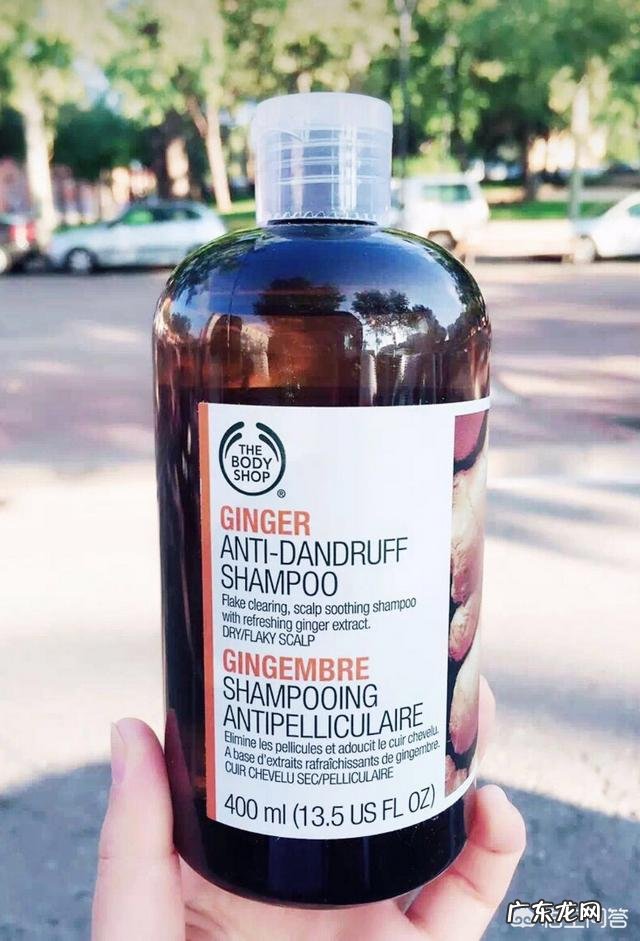 THE
BODY
SHOP
®
GINGER
ANTI-DANDRUFF
SHAMPOO
Flake clearing, scalp soothing shampoo
with refreshing ginger extract.
DRY/FLAKY SCALP
GINGEMBRE
SHAMPOOING
ANTIPELLICULAIRE
Elimine les pellicules et adoucit le cuir chevelu.
A base d'extraits rafraîchissants de gingembre.
CUIR CHEVELU SEC/PELLICULAIRE
400 ml (13.5 US FL OZ)
广东龙网